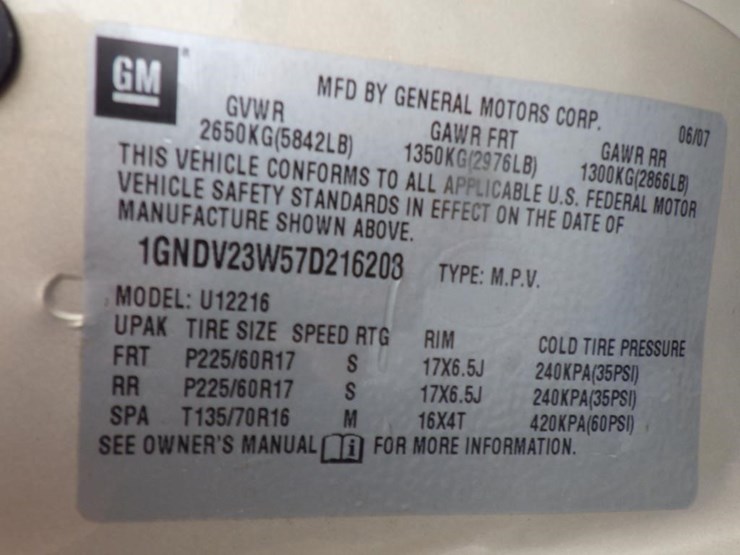 GM
MFD BY GENERAL MOTORS CORP. 06/07
GVWR GAWR FRT GAWR RR
2650KG(5842LB) 1350KG(2976LB) 1300KG(2866LB)
THIS VEHICLE CONFORMS TO ALL APPLICABLE U.S. FEDERAL MOTOR
VEHICLE SAFETY STANDARDS IN EFFECT ON THE DATE OF
MANUFACTURE SHOWN ABOVE.
1GNDV23W57D216203 TYPE: M.P.V.
MODEL: U12216
UPAK TIRE SIZE SPEED RTG RIM COLD TIRE PRESSURE
FRT P225/60R17 S 17X6.5J 240KPA(35PSI)
RR P225/60R17 S 17X6.5J 240KPA(35PSI)
SPA T135/70R16 M 16X4T 420KPA(60PSI)
SEE OWNER'S MANUAL i FOR MORE INFORMATION.